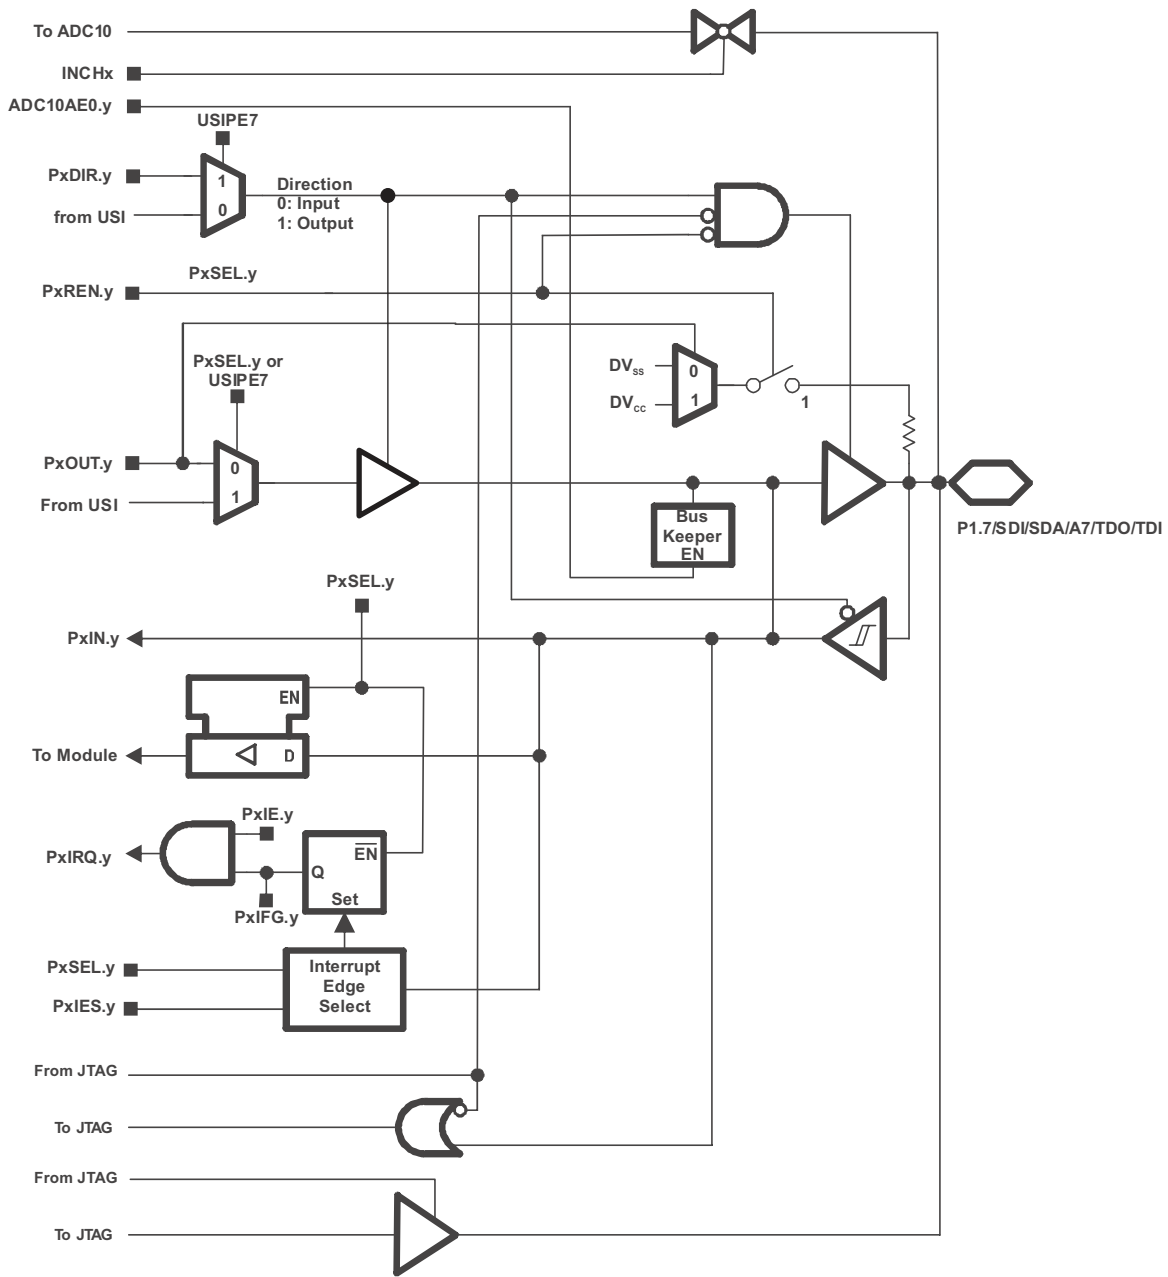 To ADC10
INCHx
ADC10AE0.y
USIPE7
PxDIR.y
1
from USI
0
Direction
0: Input
1: Output
PxSEL.y
PxREN.y
PxSEL.y or
USIPE7
DVSS
0
DVCC
1
1
PxOUT.y
0
From USI
1
Bus
Keeper
EN
P1.7/SDI/SDA/A7/TDO/TDI
PxSEL.y
PxIN.y
EN
To Module
D
PxIE.y
PxIRQ.y
EN
Q
Set
PxIFG.y
PxSEL.y
PxIES.y
Interrupt
Edge
Select
From JTAG
To JTAG
From JTAG
To JTAG